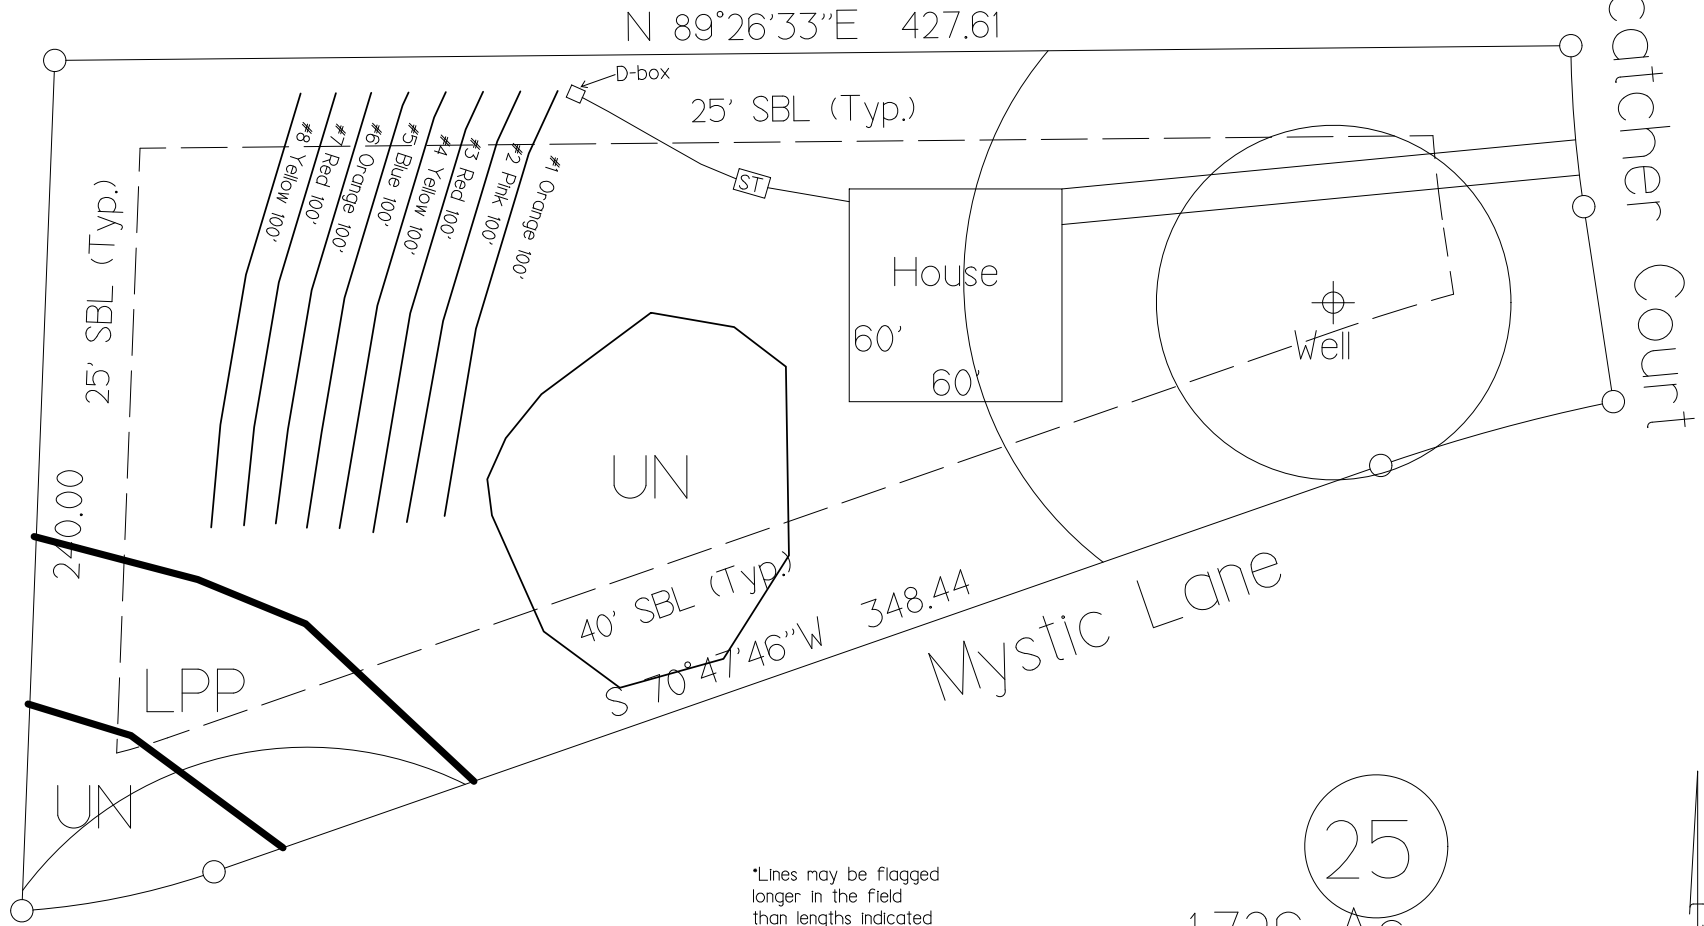 N 89°26'33"E 427.61
D-box
25' SBL (Typ.)
#8 Yellow 100'
#7 Red 100'
#6 Orange 100'
#5 Blue 100'
#4 Yellow 100'
#3 Red 100'
#2 Pink 100'
#1 Orange 100'
ST
House
60'
60'
Well
Court
25' SBL (Typ.)
240.00
UN
40' SBL (Typ.)
S 70°47'46"W 348.44
Mystic Lane
LPP
UN
25
*Lines may be flagged
longer in the field
than lengths indicated